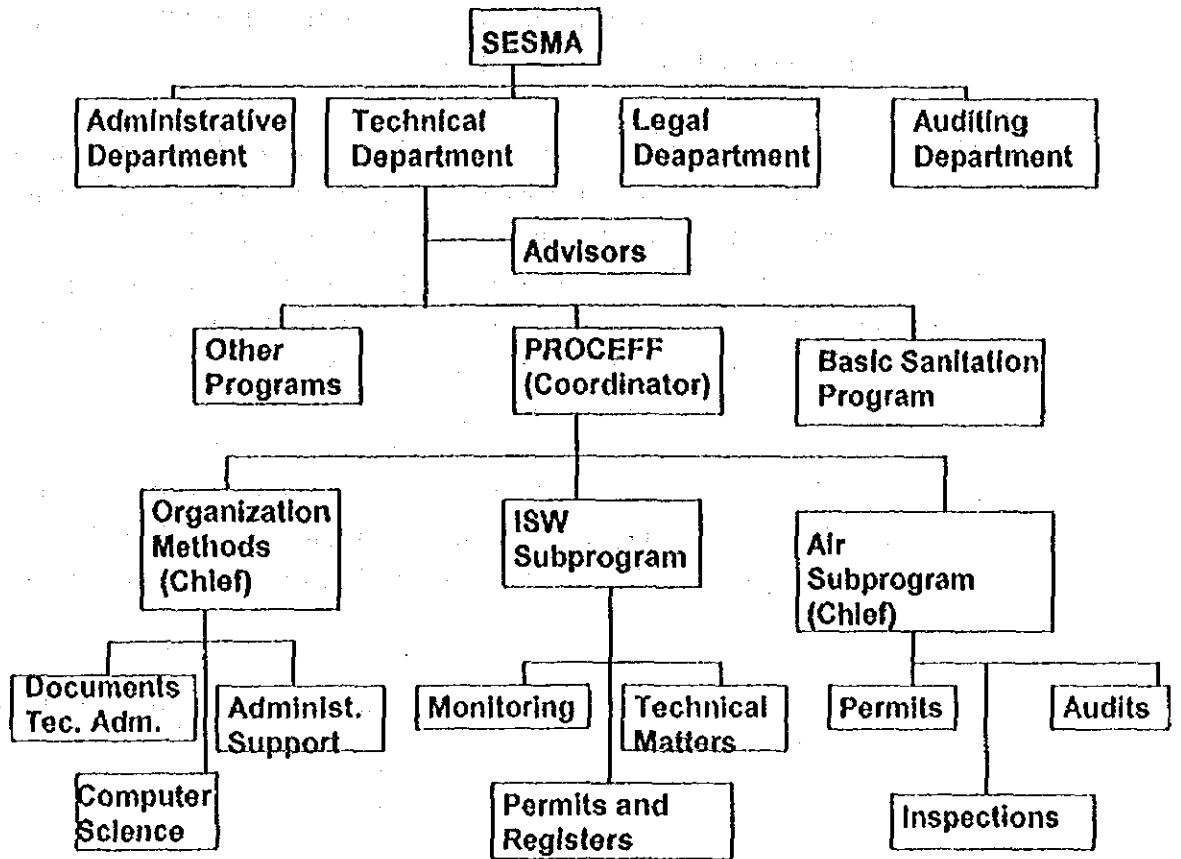 SESMA
Administrative
Department
Technical
Department
Legal
Deapartment
Auditing
Department
Advisors
Other
Programs
PROCEFF
(Coordinator)
Basic Sanitation
Program
Organization
Methods
(Chief)
ISW
Subprogram
Air
Subprogram
(Chief)
Documents
Tec. Adm.
Administ.
Support
Computer
Science
Monitoring
Technical
Matters
Permits and
Registers
Permits
Audits
Inspections